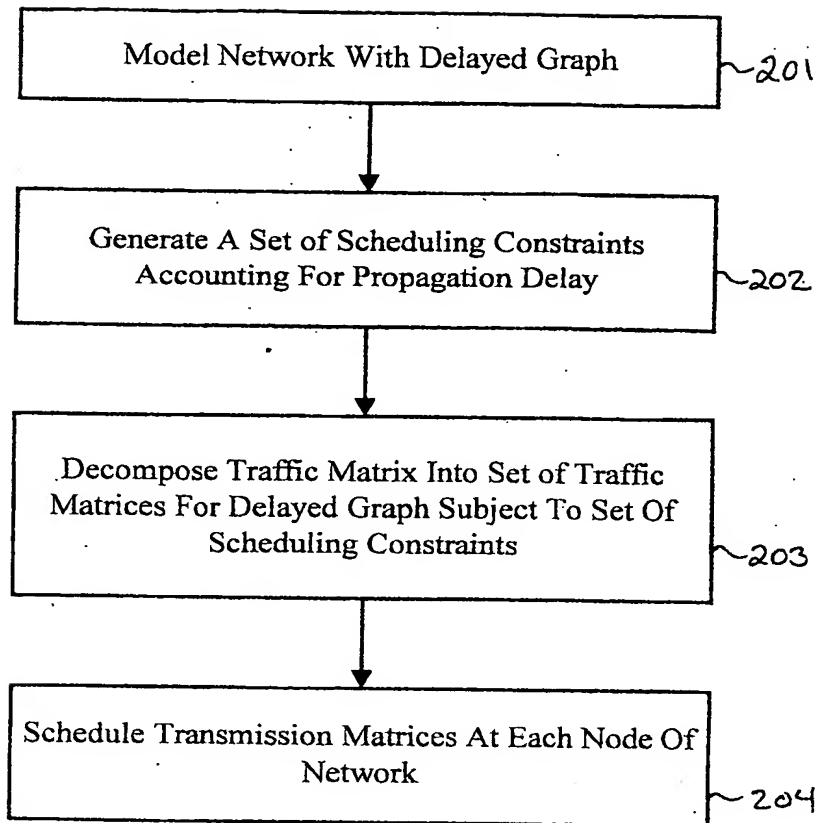 Model Network With Delayed Graph
201
Generate A Set of Scheduling Constraints
Accounting For Propagation Delay
202
Decompose Traffic Matrix Into Set of Traffic
Matrices For Delayed Graph Subject To Set Of
Scheduling Constraints
203
Schedule Transmission Matrices At Each Node Of
Network
204